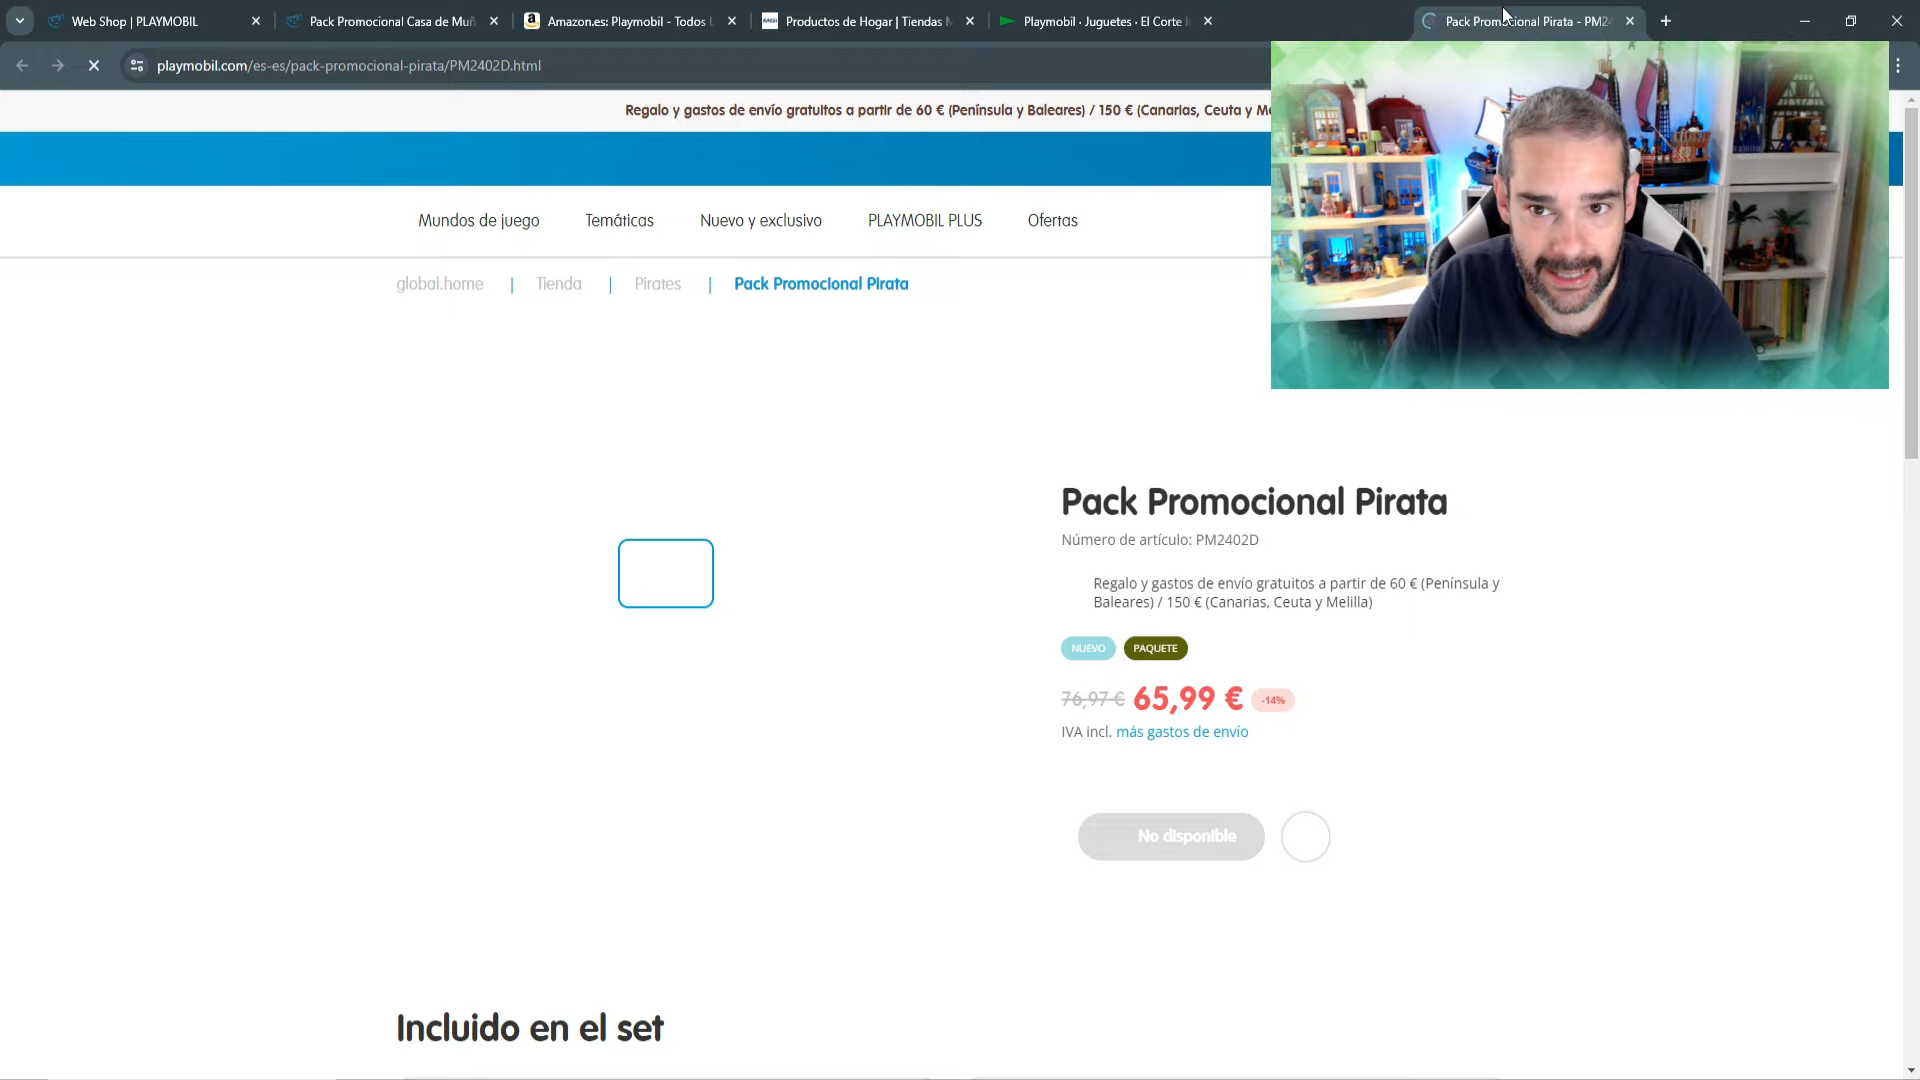 Web Shop | PLAYMOBIL
Pack Promocional Casa de Muñ
Amazon.es: Playmobil - Todos L
Productos de Hogar | Tiendas M
Playmobil · Juguetes · El Corte I
Pack Promocional Pirata - PM24
playmobil.com/es-es/pack-promocional-pirata/PM2402D.html
Regalo y gastos de envío gratuitos a partir de 60 € (Península y Baleares) / 150 € (Canarias, Ceuta y Me
Mundos de juego
Temáticas
Nuevo y exclusivo
PLAYMOBIL PLUS
Ofertas
global.home | Tienda | Pirates | Pack Promocional Pirata
Pack Promocional Pirata
Número de artículo: PM2402D
Regalo y gastos de envío gratuitos a partir de 60 € (Península y
Baleares) / 150 € (Canarias, Ceuta y Melilla)
NUEVO
PAQUETE
76,97 € 65,99 € -14%
IVA incl. más gastos de envío
No disponible
Incluido en el set